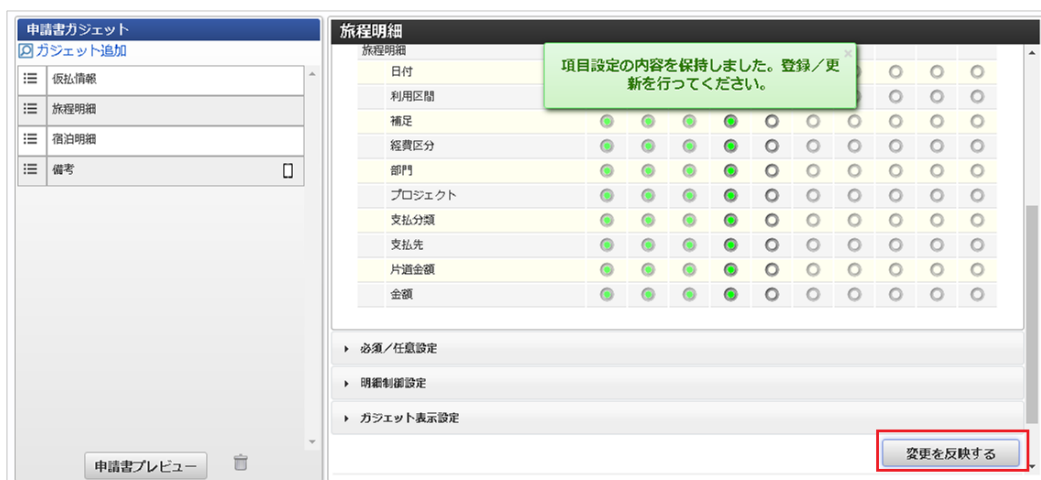 申請書ガジェット
ガジェット追加
仮払情報
旅程明細
宿泊明細
備考
申請書プレビュー
旅程明細
旅程明細
項目設定の内容を保持しました。登録／更
新を行ってください。
×
日付
利用区間
補足
経費区分
部門
プロジェクト
支払分類
支払先
片道金額
金額
必須／任意設定
明細制御設定
ガジェット表示設定
変更を反映する